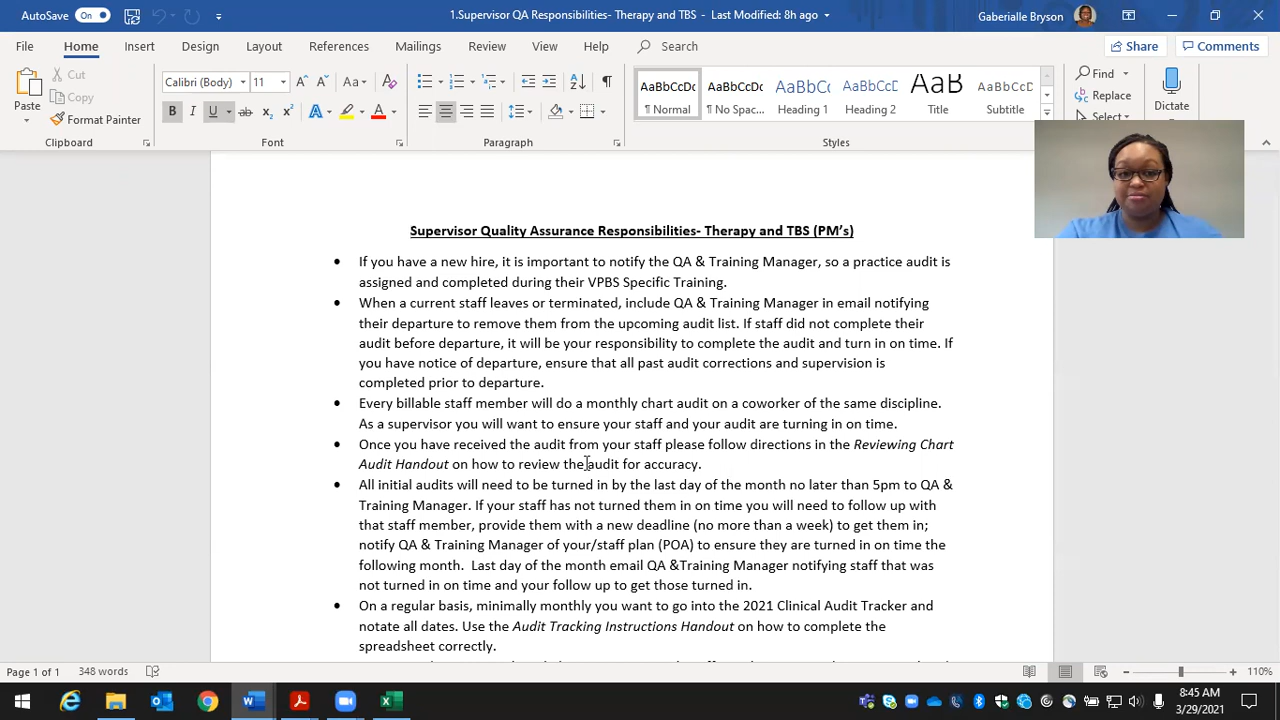 AutoSave On
1.Supervisor QA Responsibilities- Therapy and TBS - Last Modified: 8h ago
Gaberialle Bryson
File Home Insert Design Layout References Mailings Review View Help Search Share Comments
Paste Cut Copy Format Painter
Calibri (Body) 11
AaBbCcDc AaBbCcDc AaBbCc AaBbCcC AaB AaBbCcD
¶ Normal ¶ No Spac... Heading 1 Heading 2 Title Subtitle
Find Replace Select
Dictate
Clipboard Font Paragraph Styles
Supervisor Quality Assurance Responsibilities- Therapy and TBS (PM's)
• If you have a new hire, it is important to notify the QA & Training Manager, so a practice audit is
assigned and completed during their VPBS Specific Training.
• When a current staff leaves or terminated, include QA & Training Manager in email notifying
their departure to remove them from the upcoming audit list. If staff did not complete their
audit before departure, it will be your responsibility to complete the audit and turn in on time. If
you have notice of departure, ensure that all past audit corrections and supervision is
completed prior to departure.
• Every billable staff member will do a monthly chart audit on a coworker of the same discipline.
As a supervisor you will want to ensure your staff and your audit are turning in on time.
• Once you have received the audit from your staff please follow directions in the Reviewing Chart
Audit Handout on how to review the audit for accuracy.
• All initial audits will need to be turned in by the last day of the month no later than 5pm to QA &
Training Manager. If your staff has not turned them in on time you will need to follow up with
that staff member, provide them with a new deadline (no more than a week) to get them in;
notify QA & Training Manager of your/staff plan (POA) to ensure they are turned in on time the
following month. Last day of the month email QA &Training Manager notifying staff that was
not turned in on time and your follow up to get those turned in.
• On a regular basis, minimally monthly you want to go into the 2021 Clinical Audit Tracker and
notate all dates. Use the Audit Tracking Instructions Handout on how to complete the
spreadsheet correctly.
Page 1 of 1 348 words 110%
8:45 AM
3/29/2021